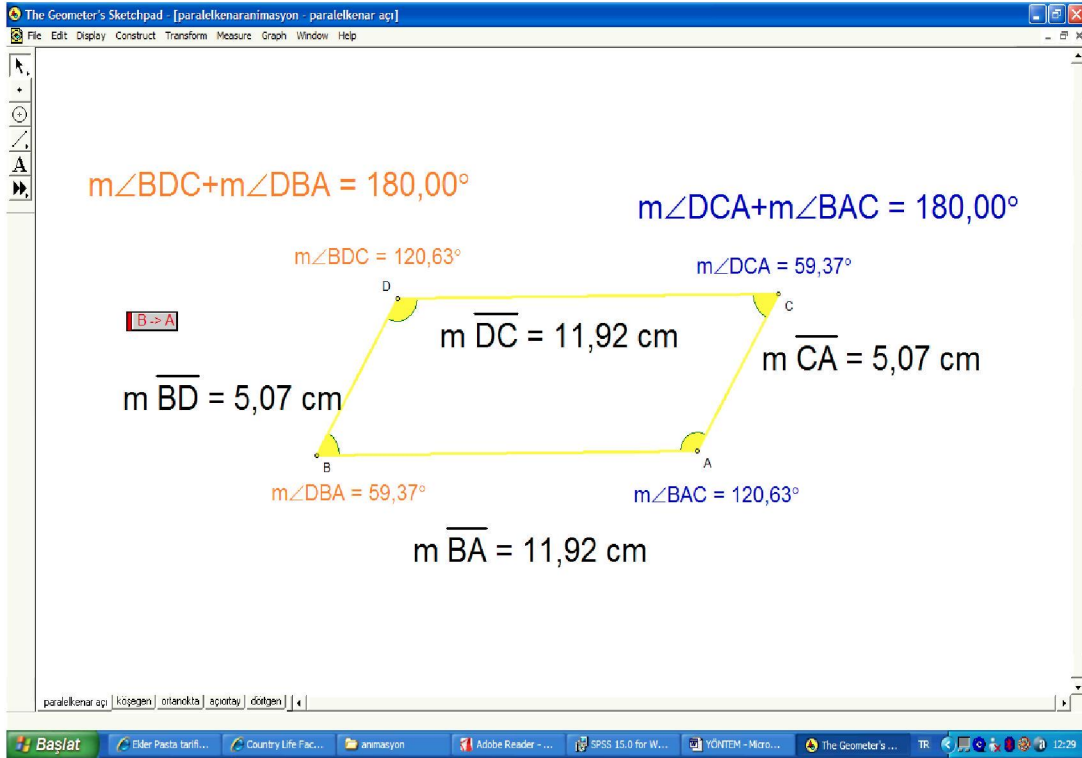 The Geometer's Sketchpad - [paralelkenaranimasyon - paralelkenar açı]
File Edit Display Construct Transform Measure Graph Window Help
A
m∠BDC+m∠DBA = 180,00°
m∠DCA+m∠BAC = 180,00°
m∠BDC = 120,63°
m∠DCA = 59,37°
D
C
B -> A
m DC = 11,92 cm
m CA = 5,07 cm
m BD = 5,07 cm
B
A
m∠DBA = 59,37°
m∠BAC = 120,63°
m BA = 11,92 cm
paralelkenar açı köşegen ortanokta açıortay dörtgen
Başlat Ekler Pasta tarifi... Country Life Fac... animasyon Adobe Reader - ... SPSS 15.0 for W... YÖNTEM - Micro... The Geometer's ... TR 12:29